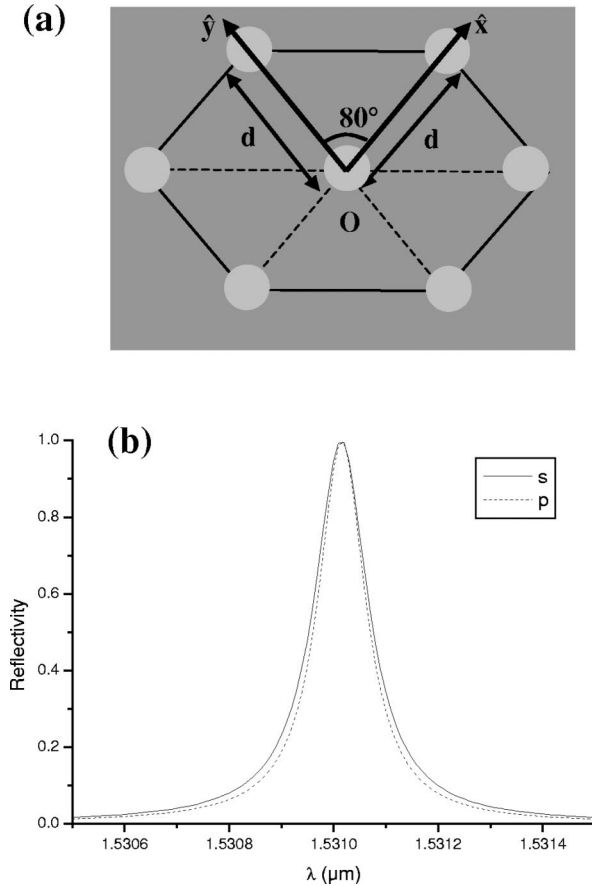 (a)
ŷ
x̂
80°
d
d
O
(b)
1.0
s
p
0.8
0.6
Reflectivity
0.4
0.2
0.0
1.5306
1.5308
1.5310
1.5312
1.5314
λ (μm)